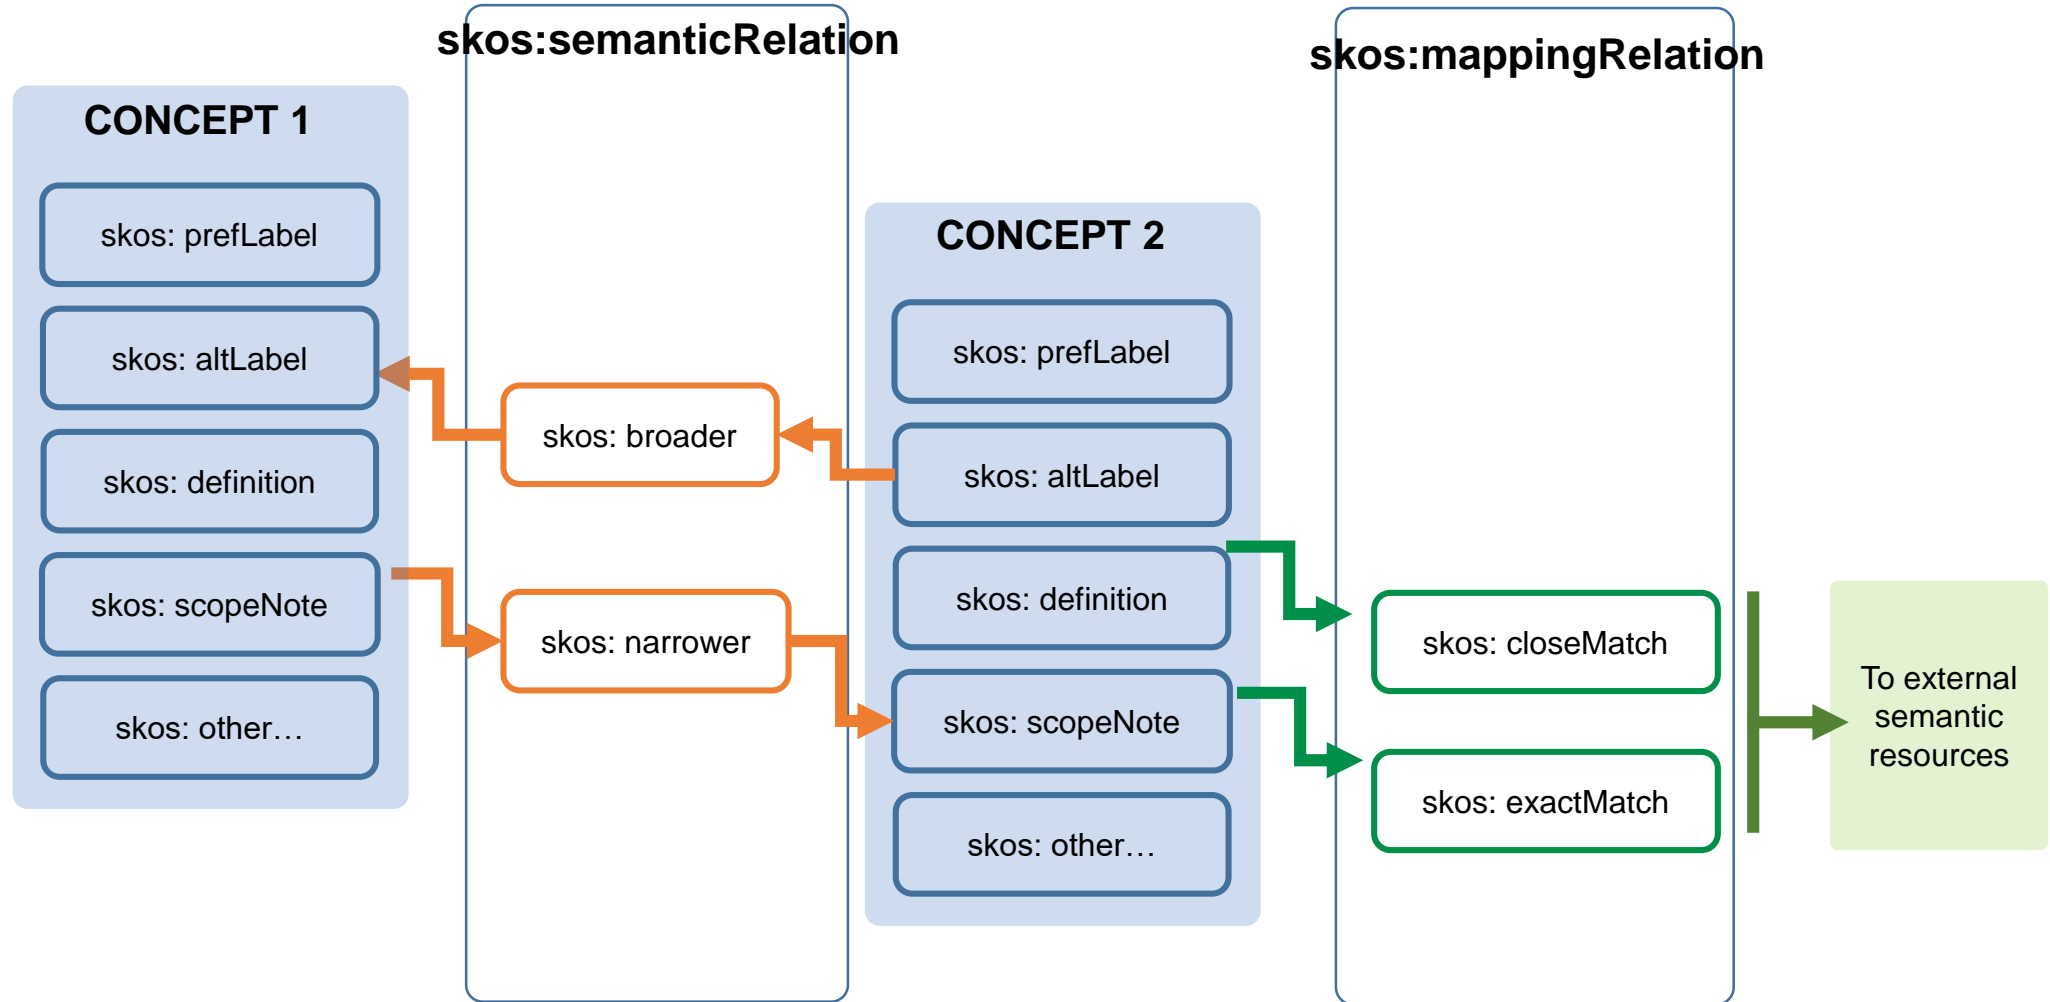 skos:semanticRelation
skos:mappingRelation
CONCEPT 1
skos: prefLabel
skos: altLabel
skos: definition
skos: scopeNote
skos: other…
skos: broader
skos: narrower
CONCEPT 2
skos: prefLabel
skos: altLabel
skos: definition
skos: scopeNote
skos: other…
skos: closeMatch
skos: exactMatch
To external
semantic
resources